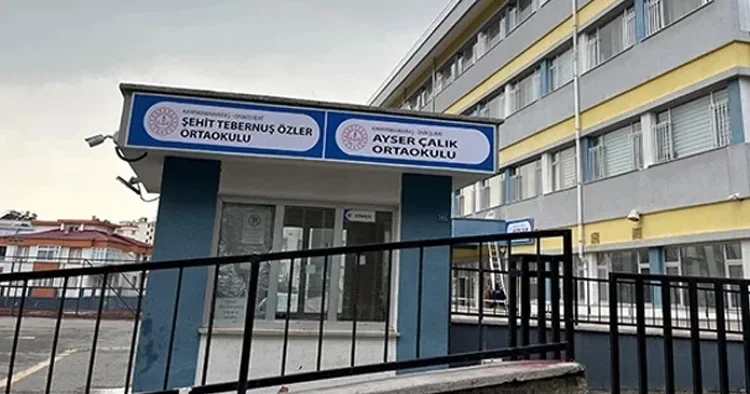 KAHRAMANMARAŞ - ONİKİŞUBAT
ŞEHİT TEBERNUŞ ÖZLER
ORTAOKULU
KAHRAMANMARAŞ - ONİKİŞUBAT
AYSER ÇALIK
ORTAOKULU